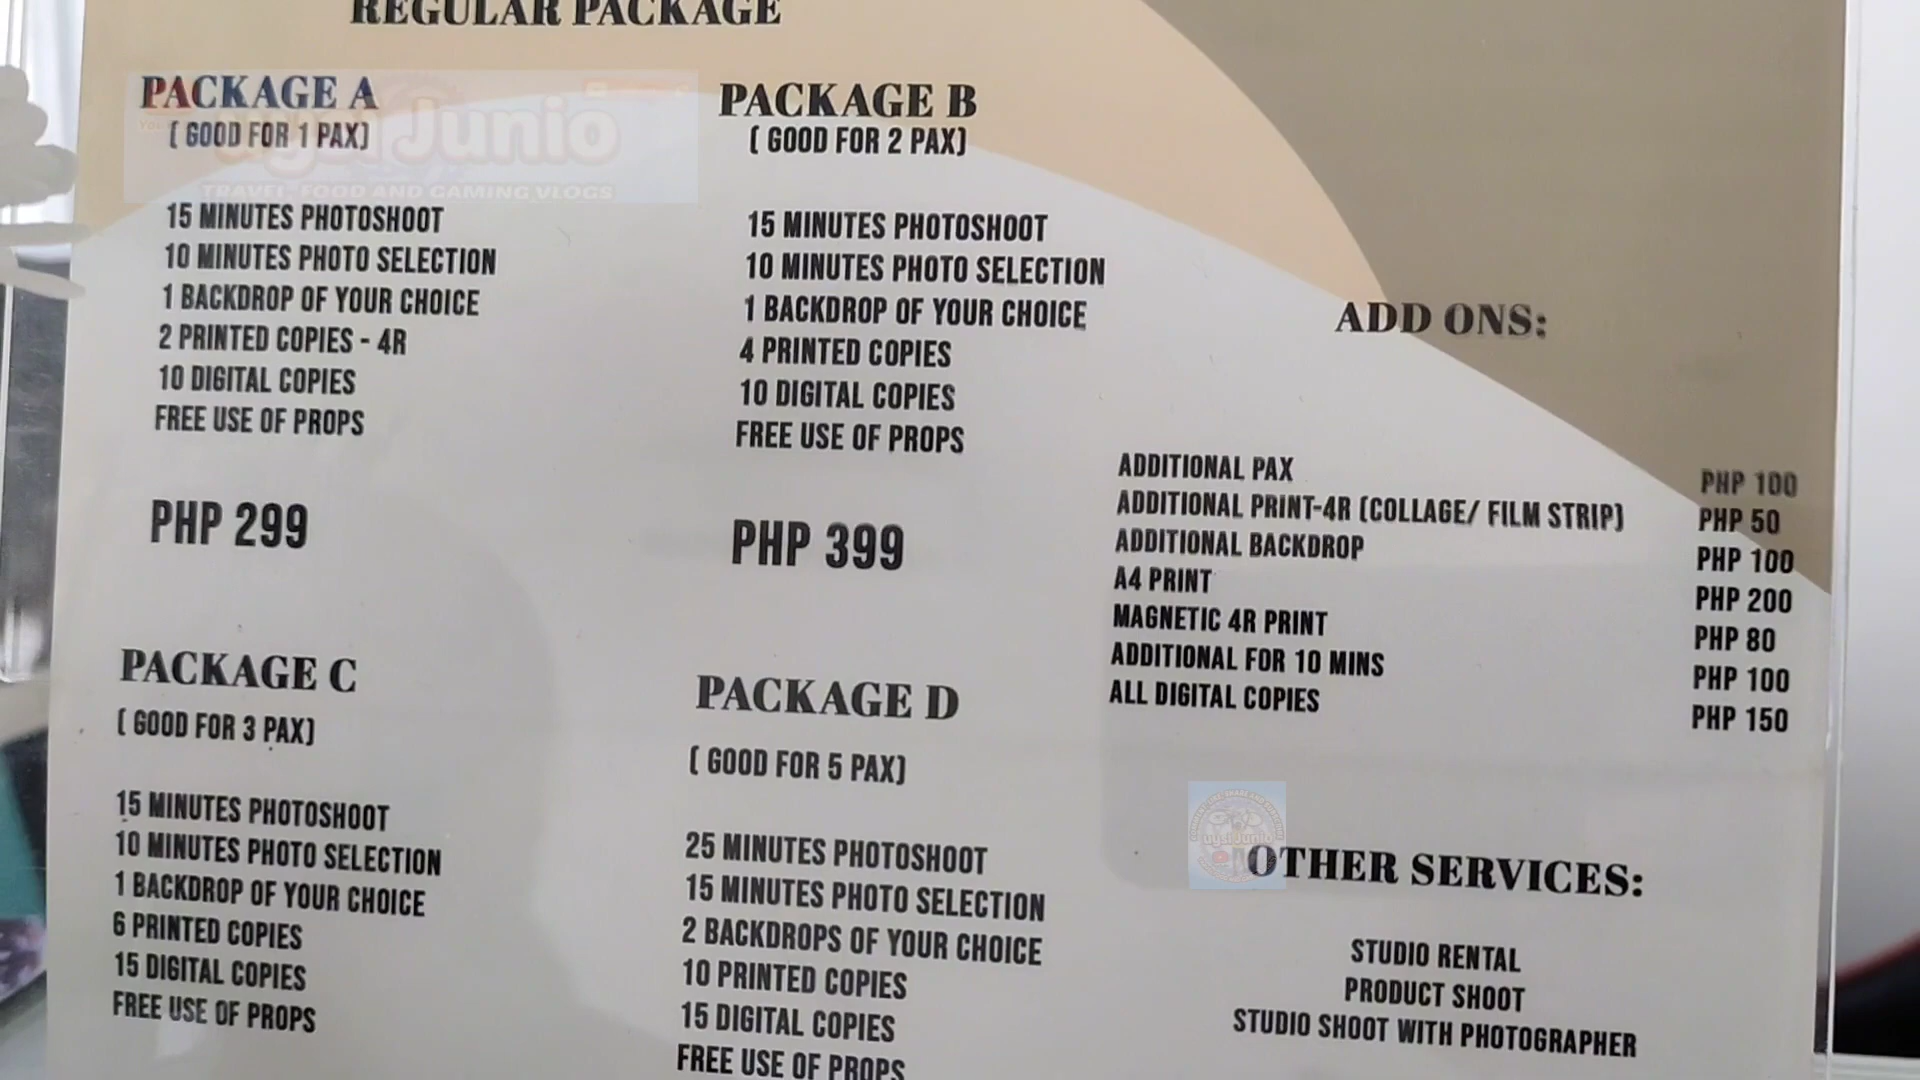 REGULAR PACKAGE
PACKAGE A
( GOOD FOR 1 PAX)
15 MINUTES PHOTOSHOOT
10 MINUTES PHOTO SELECTION
1 BACKDROP OF YOUR CHOICE
2 PRINTED COPIES - 4R
10 DIGITAL COPIES
FREE USE OF PROPS
PHP 299
PACKAGE B
( GOOD FOR 2 PAX)
15 MINUTES PHOTOSHOOT
10 MINUTES PHOTO SELECTION
1 BACKDROP OF YOUR CHOICE
4 PRINTED COPIES
10 DIGITAL COPIES
FREE USE OF PROPS
PHP 399
PACKAGE C
( GOOD FOR 3 PAX)
15 MINUTES PHOTOSHOOT
10 MINUTES PHOTO SELECTION
1 BACKDROP OF YOUR CHOICE
6 PRINTED COPIES
15 DIGITAL COPIES
FREE USE OF PROPS
PACKAGE D
( GOOD FOR 5 PAX)
25 MINUTES PHOTOSHOOT
15 MINUTES PHOTO SELECTION
2 BACKDROPS OF YOUR CHOICE
10 PRINTED COPIES
15 DIGITAL COPIES
FREE USE OF PROPS
ADD ONS:
ADDITIONAL PAX PHP 100
ADDITIONAL PRINT-4R (COLLAGE/ FILM STRIP) PHP 50
ADDITIONAL BACKDROP PHP 100
A4 PRINT PHP 200
MAGNETIC 4R PRINT PHP 80
ADDITIONAL FOR 10 MINS PHP 100
ALL DIGITAL COPIES PHP 150
OTHER SERVICES:
STUDIO RENTAL
PRODUCT SHOOT
STUDIO SHOOT WITH PHOTOGRAPHER
Junio
TRAVEL, FOOD AND GAMING VLOGS